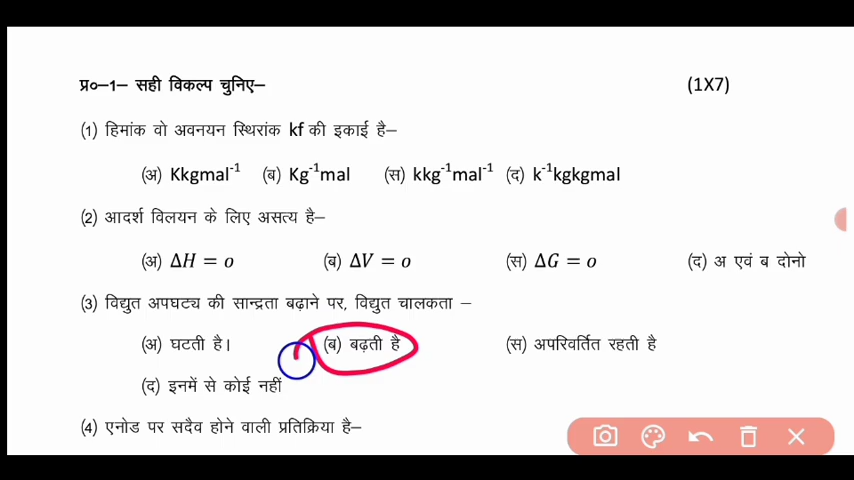 प्र०–1– सही विकल्प चुनिए– (1X7)
(1) हिमांक वो अवनयन स्थिरांक kf की इकाई है–
(अ) Kkgmal⁻¹ (ब) Kg⁻¹mal (स) kkg⁻¹mal⁻¹ (द) k⁻¹kgkgmal
(2) आदर्श विलयन के लिए असत्य है–
(अ) ΔH = o (ब) ΔV = o (स) ΔG = o (द) अ एवं ब दोनो
(3) विद्युत अपघट्य की सान्द्रता बढ़ाने पर, विद्युत चालकता –
(अ) घटती है। (ब) बढ़ती है (स) अपरिवर्तित रहती है
(द) इनमें से कोई नहीं
(4) एनोड पर सदैव होने वाली प्रतिक्रिया है–